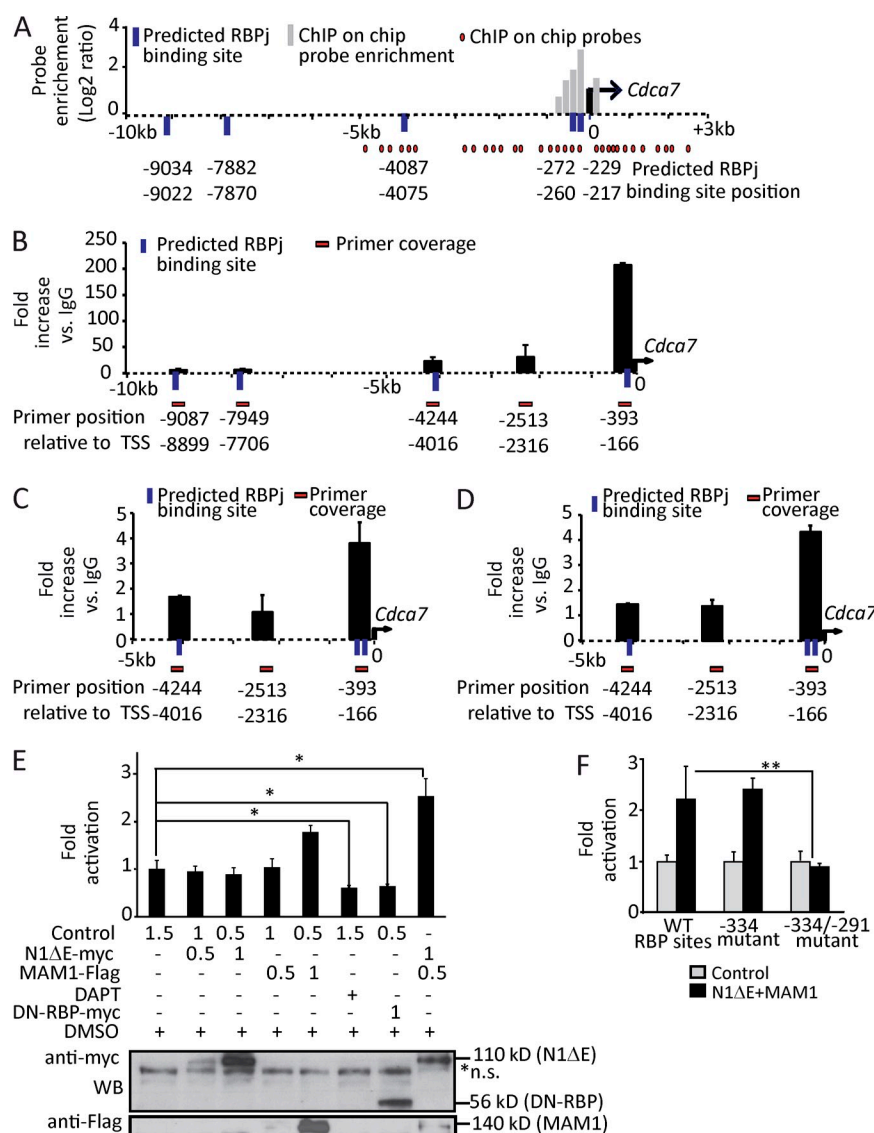 A
Predicted RBPj binding site
ChIP on chip probe enrichment
ChIP on chip probes
Probe enrichement (Log2 ratio)
4
2
0
Cdca7
-10kb
-5kb
0
+3kb
-9034 -7882 -4087 -272 -229 Predicted RBPj
-9022 -7870 -4075 -260 -217 binding site position
B
Predicted RBPj binding site
Primer coverage
Fold increase vs. IgG
250
200
150
100
50
0
Cdca7
-10kb
-5kb
0
Primer position -9087 -7949 -4244 -2513 -393
relative to TSS -8899 -7706 -4016 -2316 -166
C
Predicted RBPj binding site
Primer coverage
Fold increase vs. IgG
5
4
3
2
1
0
Cdca7
-5kb
0
Primer position -4244 -2513 -393
relative to TSS -4016 -2316 -166
D
Predicted RBPj binding site
Primer coverage
Fold increase vs. IgG
5
4
3
2
1
0
Cdca7
-5kb
0
Primer position -4244 -2513 -393
relative to TSS -4016 -2316 -166
E
Fold activation
3
2
1
0
*
*
*
Control 1.5 1 0.5 1 0.5 1.5 0.5 -
N1ΔE-myc - 0.5 1 - - - - 1
MAM1-Flag - - - 0.5 1 - - 0.5
DAPT - - - - - + - -
DN-RBP-myc - - - - - - 1 -
DMSO + + + + + + + +
anti-myc
WB
110 kD (N1ΔE)
*n.s.
56 kD (DN-RBP)
anti-Flag
140 kD (MAM1)
F
Fold activation
3
2
1
0
**
WT RBP sites
-334 mutant
-334/-291 mutant
Control
N1ΔE+MAM1